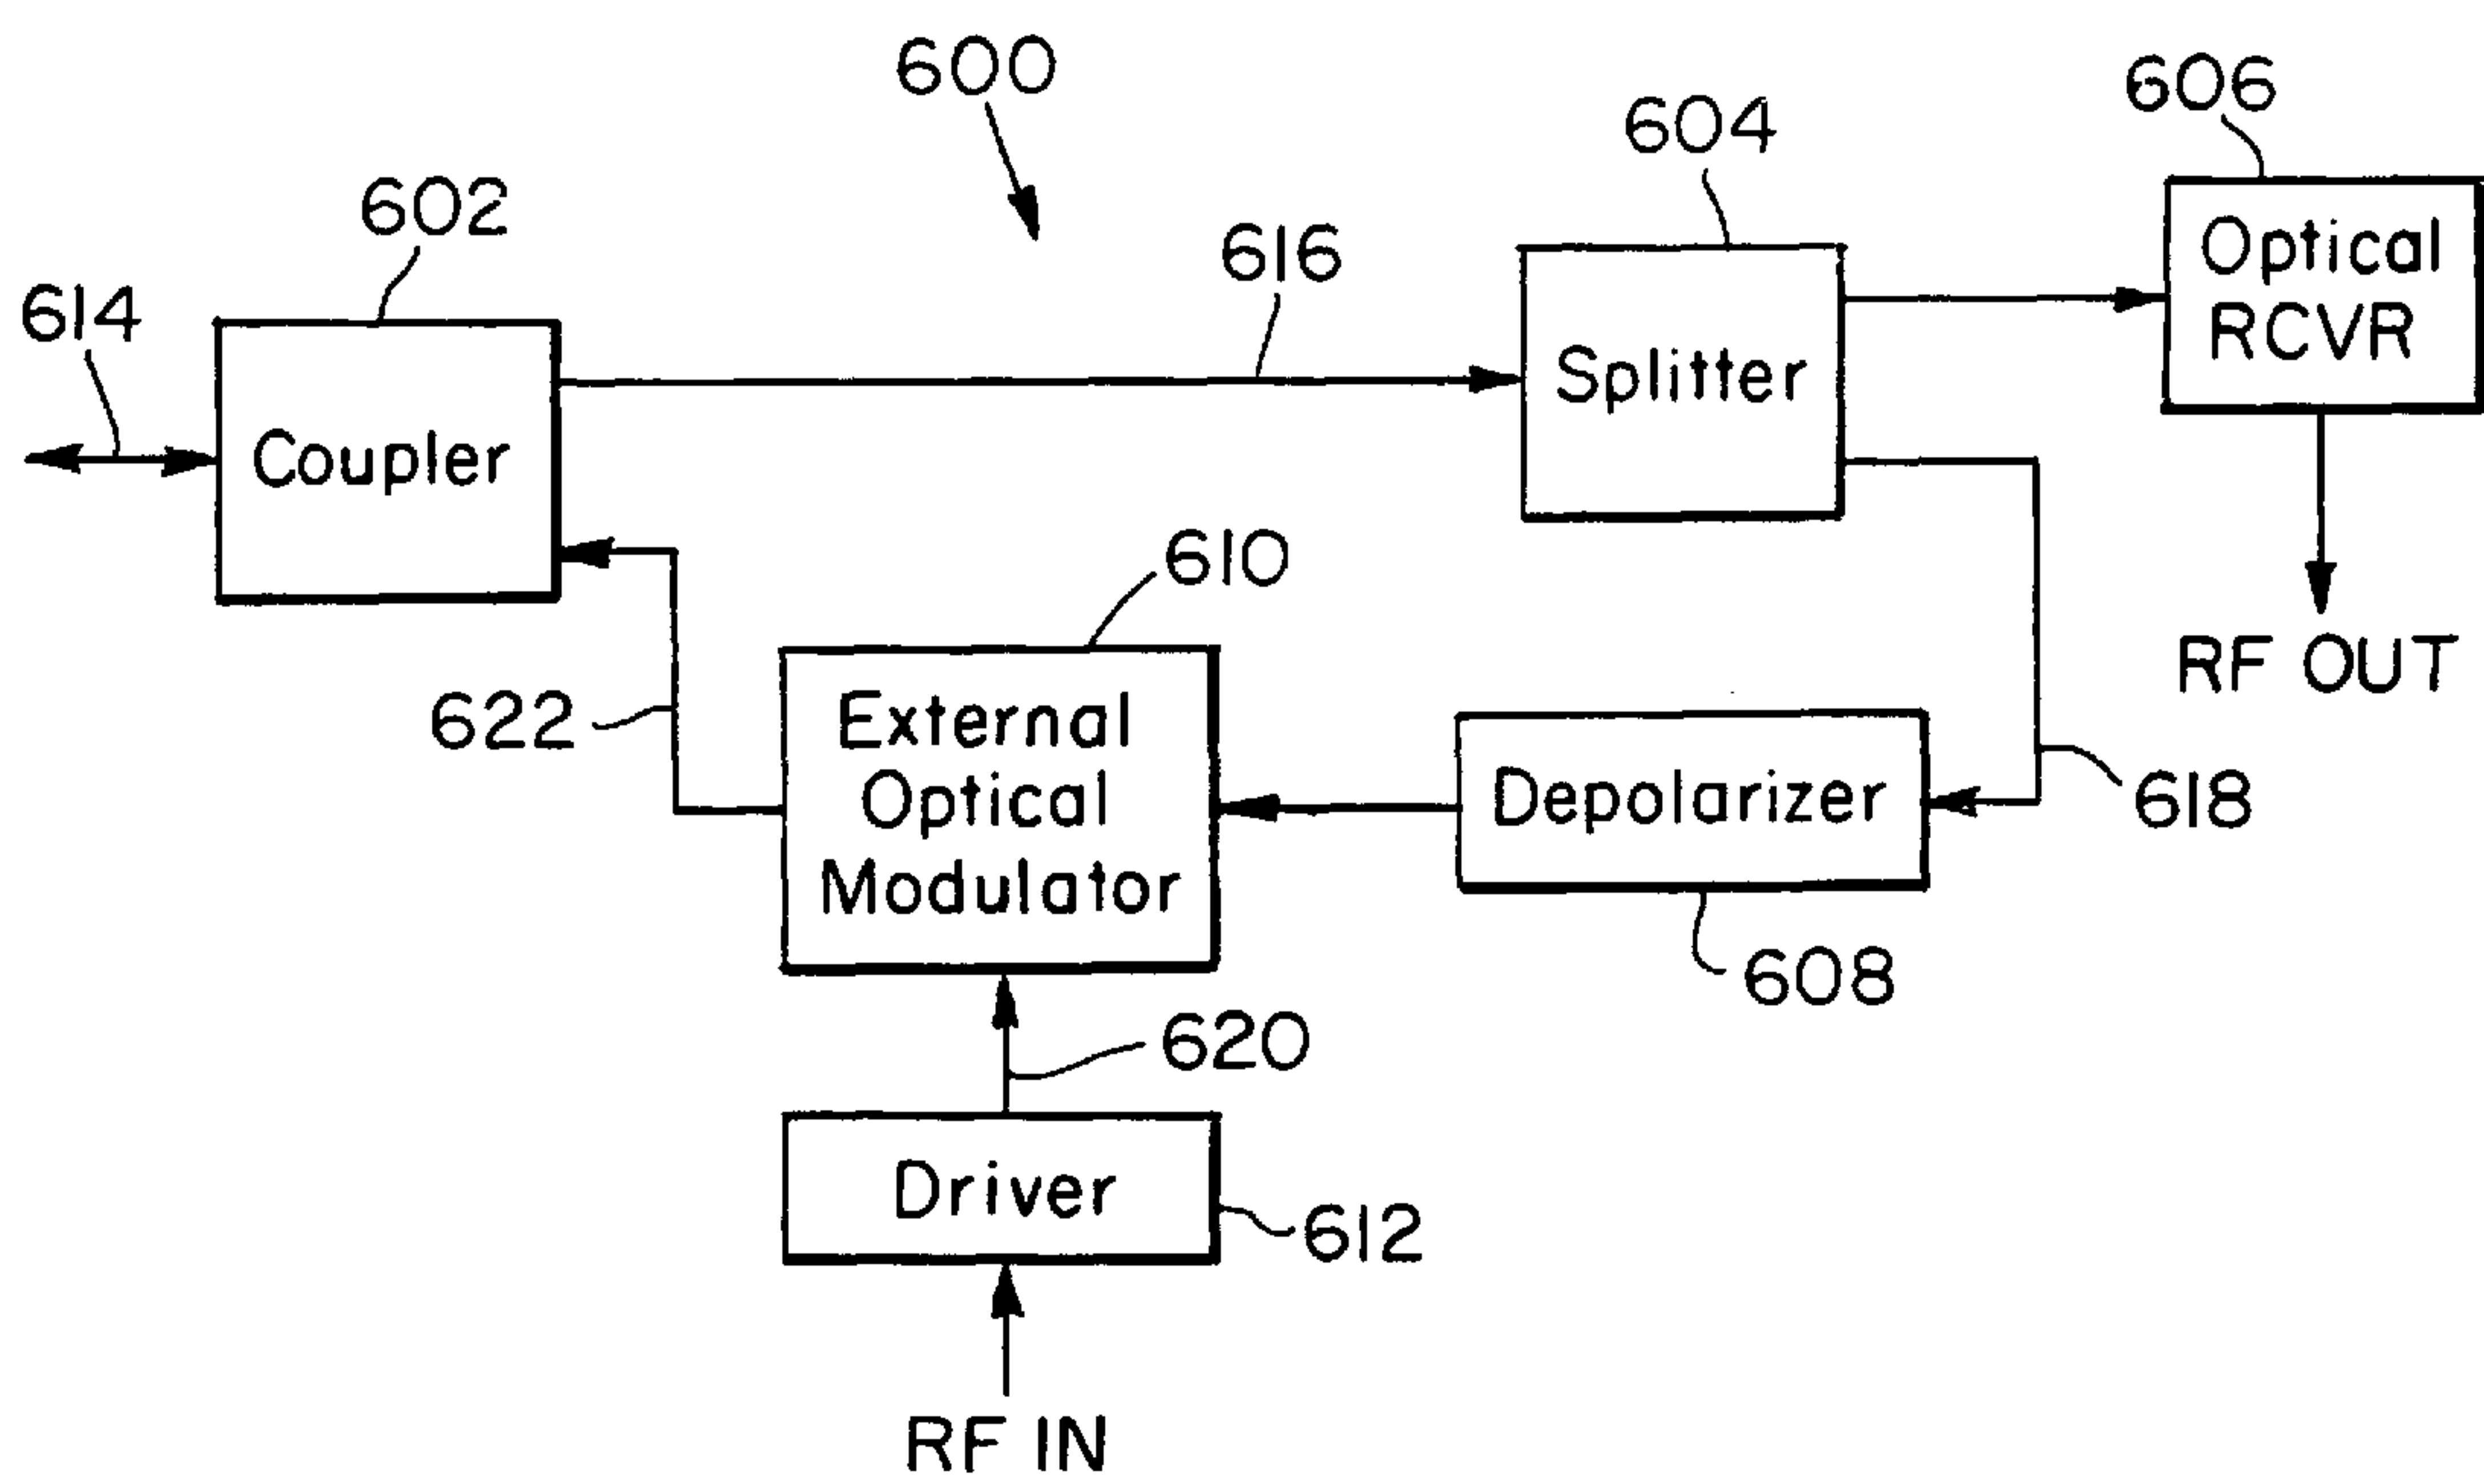 600
606
604
602
616
614
Optical
RCVR
Splitter
Coupler
610
RF OUT
External
Optical
Modulator
622
Depolarizer
618
608
620
Driver
612
RF IN